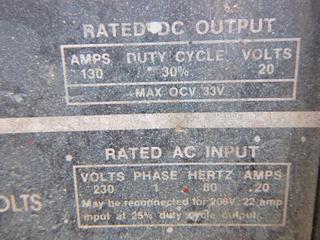 RATED DC OUTPUT
AMPS DUTY CYCLE VOLTS
130 30% 20
MAX OCV 33V
RATED AC INPUT
VOLTS PHASE HERTZ AMPS
230 1 60 20
OLTS
May be reconnected for 208V, 22 amp
input at 25% duty cycle output.